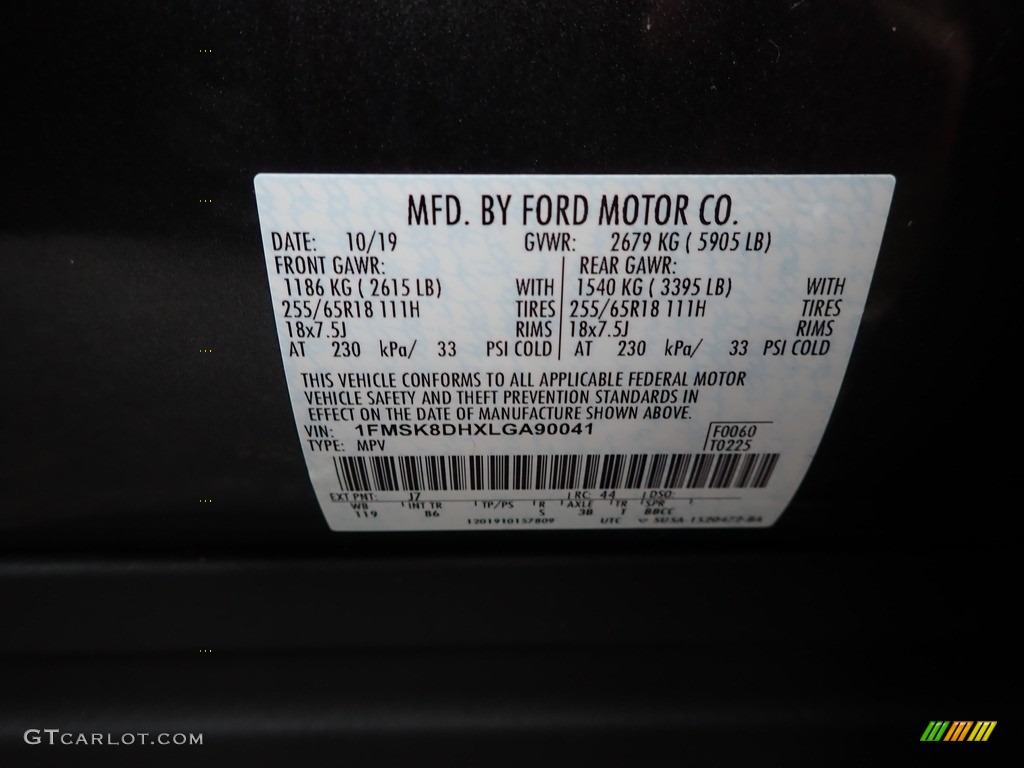 MFD. BY FORD MOTOR CO.
DATE: 10/19 GVWR: 2679 KG ( 5905 LB)
FRONT GAWR: REAR GAWR:
1186 KG ( 2615 LB) WITH 1540 KG ( 3395 LB) WITH
255/65R18 111H TIRES 255/65R18 111H TIRES
18x7.5J RIMS 18x7.5J RIMS
AT 230 kPa/ 33 PSI COLD AT 230 kPa/ 33 PSI COLD
THIS VEHICLE CONFORMS TO ALL APPLICABLE FEDERAL MOTOR
VEHICLE SAFETY AND THEFT PREVENTION STANDARDS IN
EFFECT ON THE DATE OF MANUFACTURE SHOWN ABOVE.
VIN: 1FMSK8DHXLGA90041 F0060
TYPE: MPV T0225
EXT PNT: J7 RC: 44 DSO:
WB INT TR TP/PS R AXLE TR SPR
119 B6 S 3B T BBCC
1201910157809 UTC
GTCARLOT.COM